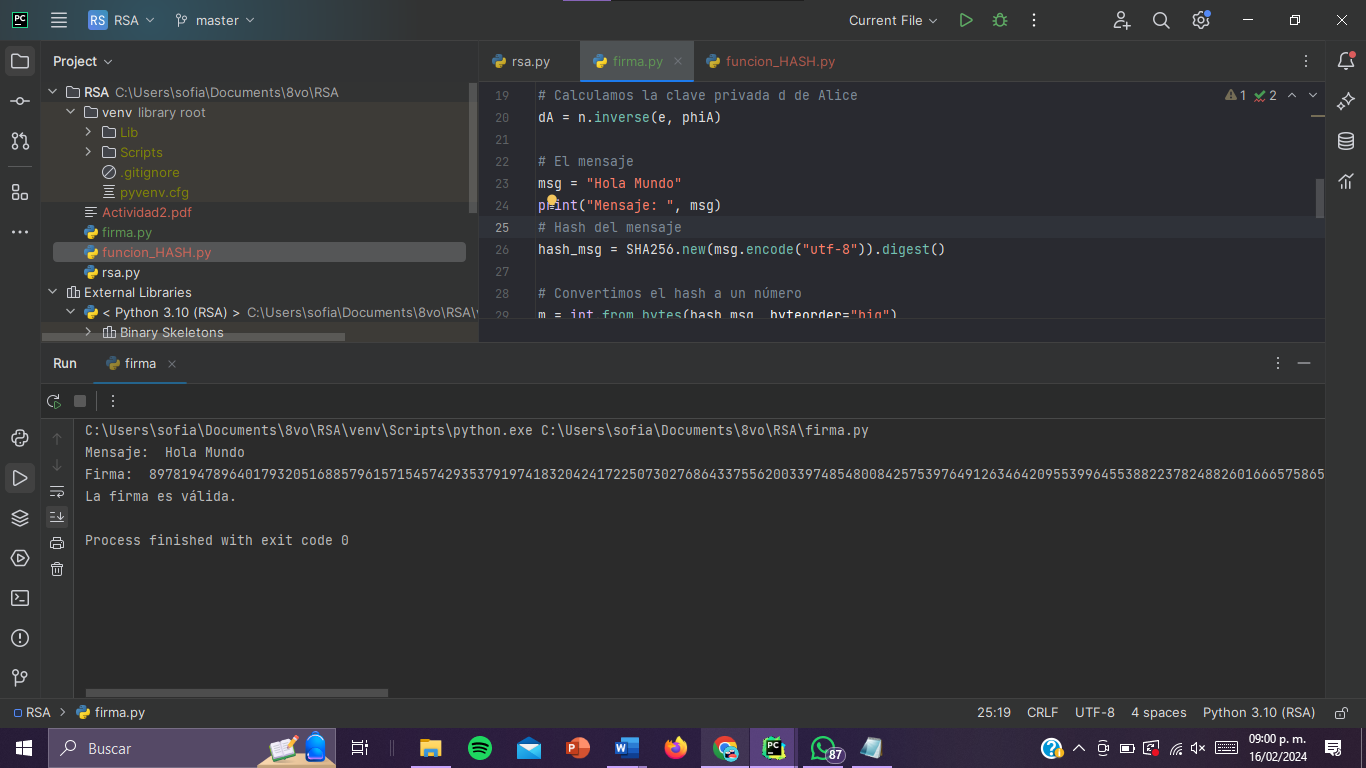 PC RS RSA master Current File
Project
RSA C:\Users\sofia\Documents\8vo\RSA
venv library root
Lib
Scripts
.gitignore
pyvenv.cfg
Actividad2.pdf
firma.py
funcion_HASH.py
rsa.py
External Libraries
< Python 3.10 (RSA) > C:\Users\sofia\Documents\8vo\RSA\
Binary Skeletons
rsa.py firma.py funcion_HASH.py
1 2
19 # Calculamos la clave privada d de Alice
20 dA = n.inverse(e, phiA)
21
22 # El mensaje
23 msg = "Hola Mundo"
24 print("Mensaje: ", msg)
25 # Hash del mensaje
26 hash_msg = SHA256.new(msg.encode("utf-8")).digest()
27
28 # Convertimos el hash a un número
29 m = int.from_bytes(hash_msg, byteorder="big")
Run firma
C:\Users\sofia\Documents\8vo\RSA\venv\Scripts\python.exe C:\Users\sofia\Documents\8vo\RSA\firma.py
Mensaje:  Hola Mundo
Firma:  897819478964017932051688579615715457429353791974183204241722507302768643375562003397485480084257539764912634642095539964553882237824882601666575865
La firma es válida.
Process finished with exit code 0
RSA firma.py 25:19 CRLF UTF-8 4 spaces Python 3.10 (RSA)
Buscar 87 09:00 p. m.
16/02/2024